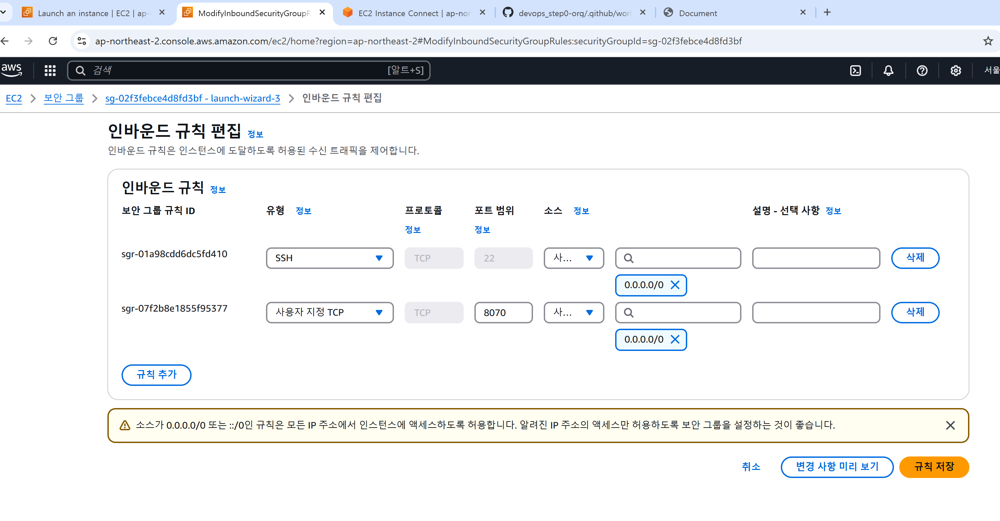 Launch an instance | EC2 | ap-
ModifyInboundSecurityGroupR
EC2 Instance Connect | ap-nor
devops_step0-org/.github/wor
Document
ap-northeast-2.console.aws.amazon.com/ec2/home?region=ap-northeast-2#ModifyInboundSecurityGroupRules:securityGroupId=sg-02f3febce4d8fd3bf
aws
검색
[알트+S]
서울
EC2 > 보안 그룹 > sg-02f3febce4d8fd3bf - launch-wizard-3 > 인바운드 규칙 편집
인바운드 규칙 편집 정보
인바운드 규칙은 인스턴스에 도달하도록 허용된 수신 트래픽을 제어합니다.
인바운드 규칙 정보
보안 그룹 규칙 ID 유형 정보 프로토콜 포트 범위 소스 정보 설명 - 선택 사항 정보
정보 정보
sgr-01a98cdd6dc5fd410 SSH TCP 22 사... 삭제
0.0.0.0/0
sgr-07f2b8e1855f95377 사용자 지정 TCP TCP 8070 사... 삭제
0.0.0.0/0
규칙 추가
소스가 0.0.0.0/0 또는 ::/0인 규칙은 모든 IP 주소에서 인스턴스에 액세스하도록 허용합니다. 알려진 IP 주소의 액세스만 허용하도록 보안 그룹을 설정하는 것이 좋습니다.
취소 변경 사항 미리 보기 규칙 저장